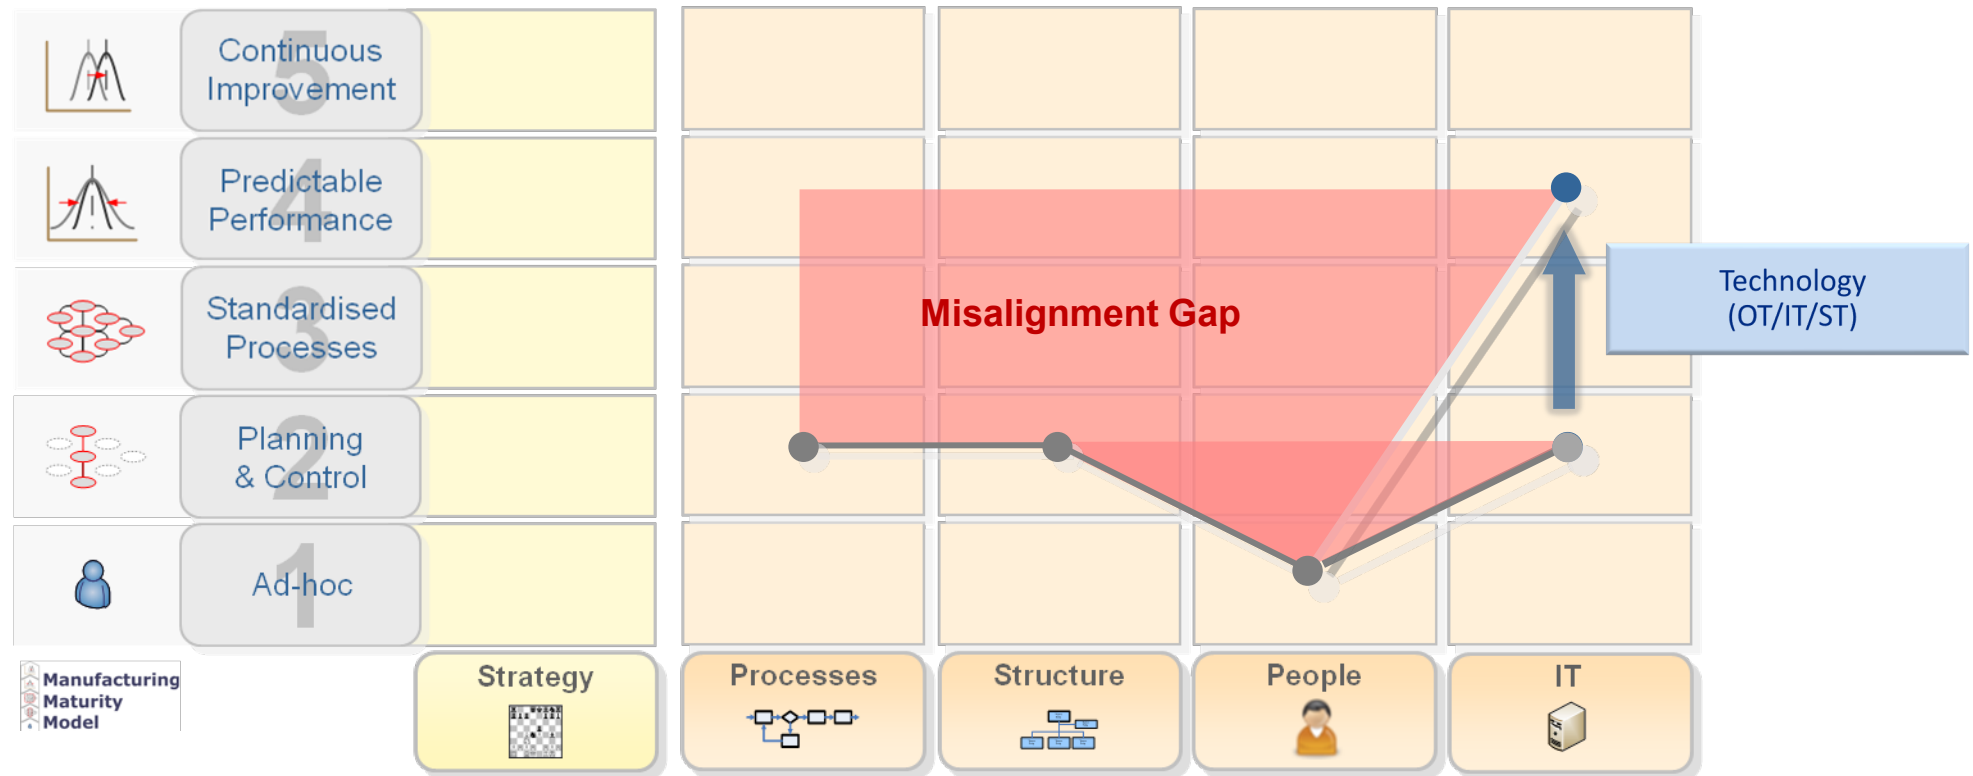 5
Continuous
Improvement
4
Predictable
Performance
3
Standardised
Processes
2
Planning
& Control
1
Ad-hoc
Misalignment Gap
Technology
(OT/IT/ST)
Manufacturing
Maturity
Model
Strategy
Processes
Structure
People
IT